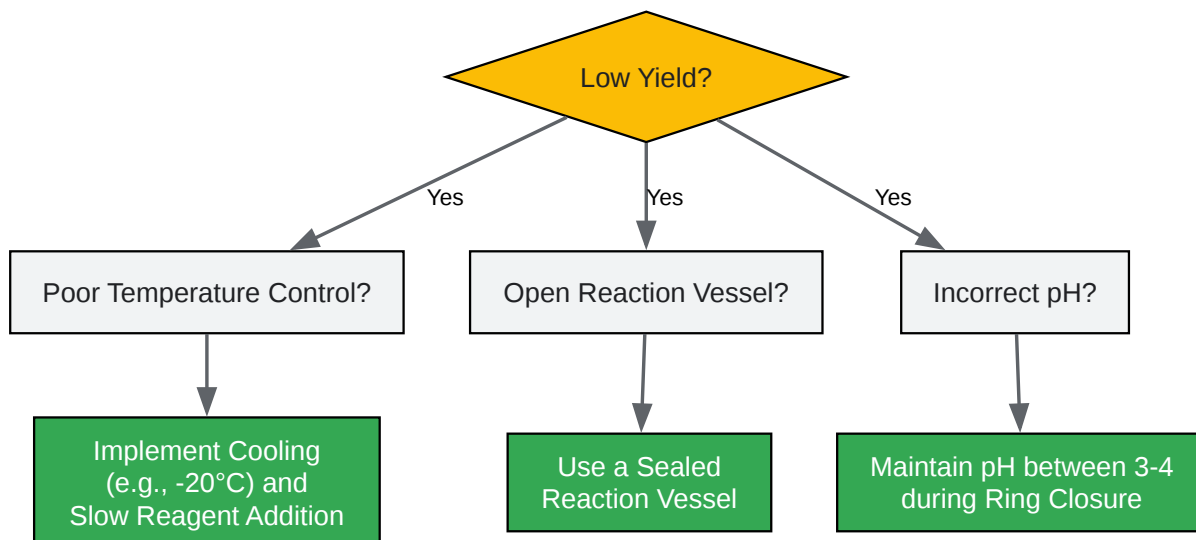 Low Yield?
Yes
Yes
Yes
Poor Temperature Control?
Open Reaction Vessel?
Incorrect pH?
Implement Cooling
(e.g., -20°C) and
Slow Reagent Addition
Use a Sealed
Reaction Vessel
Maintain pH between 3-4
during Ring Closure